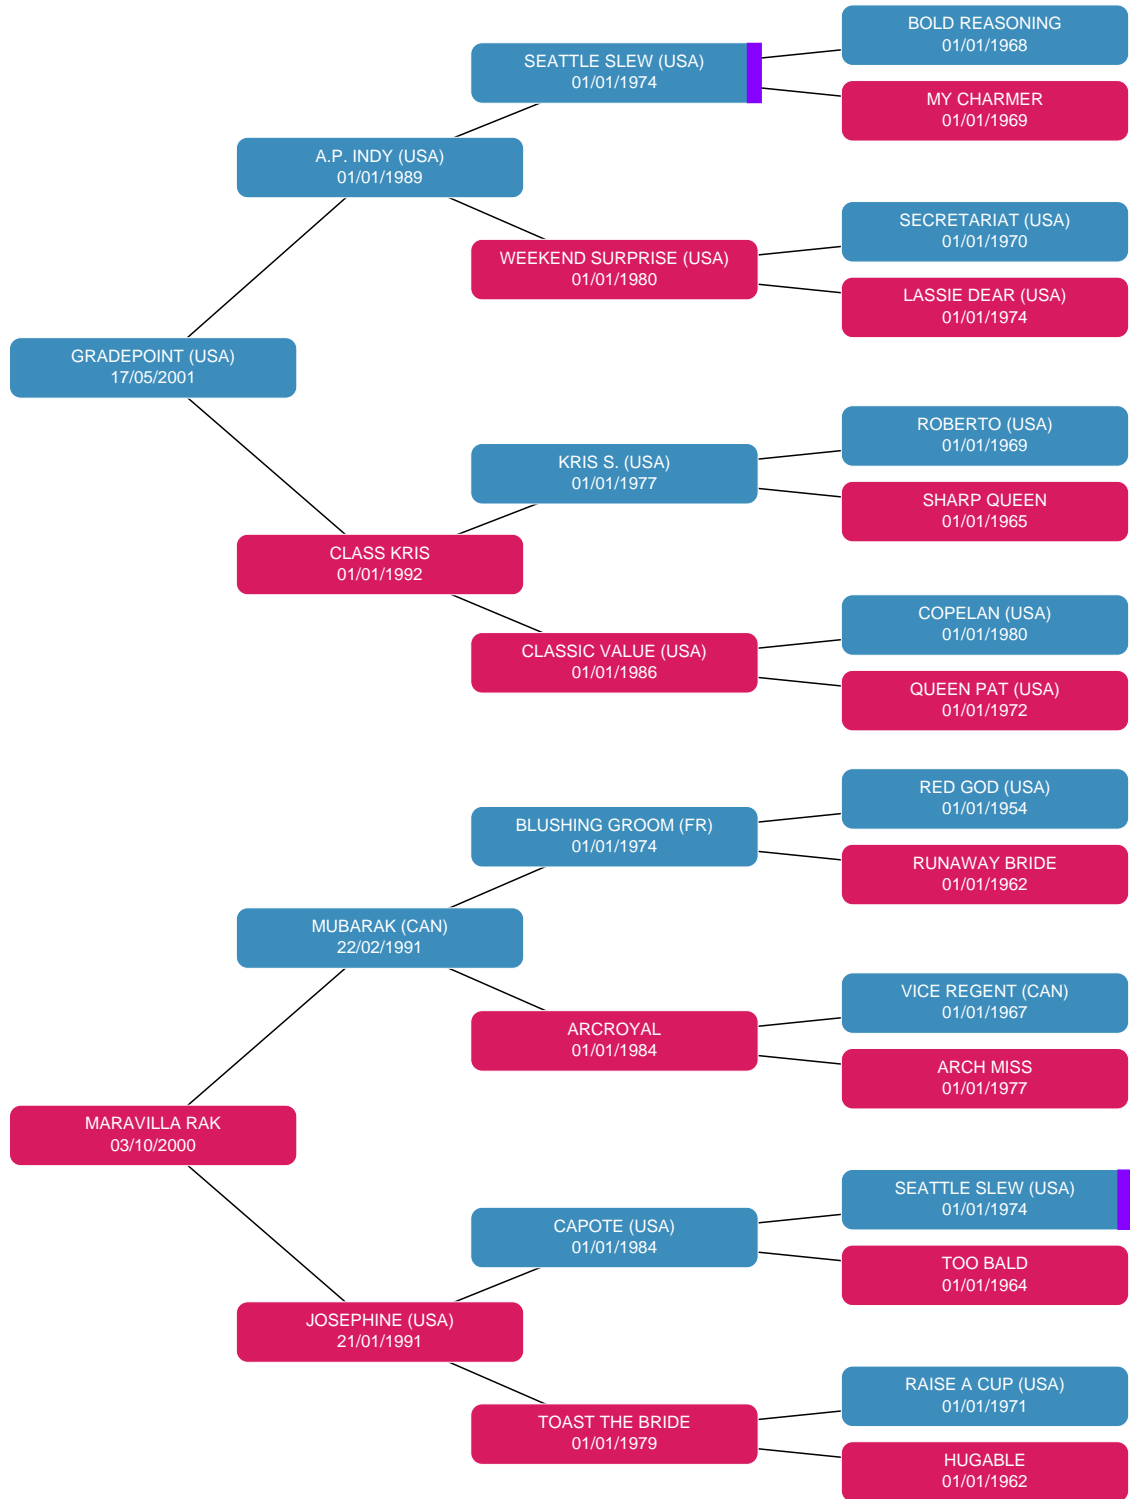 BOLD REASONING
01/01/1968
SEATTLE SLEW (USA)
01/01/1974
MY CHARMER
01/01/1969
A.P. INDY (USA)
01/01/1989
SECRETARIAT (USA)
01/01/1970
WEEKEND SURPRISE (USA)
01/01/1980
LASSIE DEAR (USA)
01/01/1974
GRADEPOINT (USA)
17/05/2001
ROBERTO (USA)
01/01/1969
KRIS S. (USA)
01/01/1977
SHARP QUEEN
01/01/1965
CLASS KRIS
01/01/1992
COPELAN (USA)
01/01/1980
CLASSIC VALUE (USA)
01/01/1986
QUEEN PAT (USA)
01/01/1972
RED GOD (USA)
01/01/1954
BLUSHING GROOM (FR)
01/01/1974
RUNAWAY BRIDE
01/01/1962
MUBARAK (CAN)
22/02/1991
VICE REGENT (CAN)
01/01/1967
ARCROYAL
01/01/1984
ARCH MISS
01/01/1977
MARAVILLA RAK
03/10/2000
SEATTLE SLEW (USA)
01/01/1974
CAPOTE (USA)
01/01/1984
TOO BALD
01/01/1964
JOSEPHINE (USA)
21/01/1991
RAISE A CUP (USA)
01/01/1971
TOAST THE BRIDE
01/01/1979
HUGABLE
01/01/1962